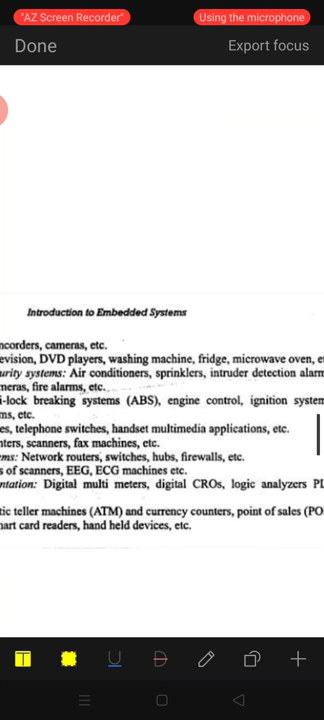 "AZ Screen Recorder"
Using the microphone
Done
Export focus
Introduction to Embedded Systems
ncorders, cameras, etc.
evision, DVD players, washing machine, fridge, microwave oven, et
urity systems: Air conditioners, sprinklers, intruder detection alarm
neras, fire alarms, etc.
i-lock breaking systems (ABS), engine control, ignition system
ms, etc.
es, telephone switches, handset multimedia applications, etc.
nters, scanners, fax machines, etc.
ems: Network routers, switches, hubs, firewalls, etc.
s of scanners, EEG, ECG machines etc.
ntation: Digital multi meters, digital CROs, logic analyzers PL
tic teller machines (ATM) and currency counters, point of sales (PO
nart card readers, hand held devices, etc.
T
U
D